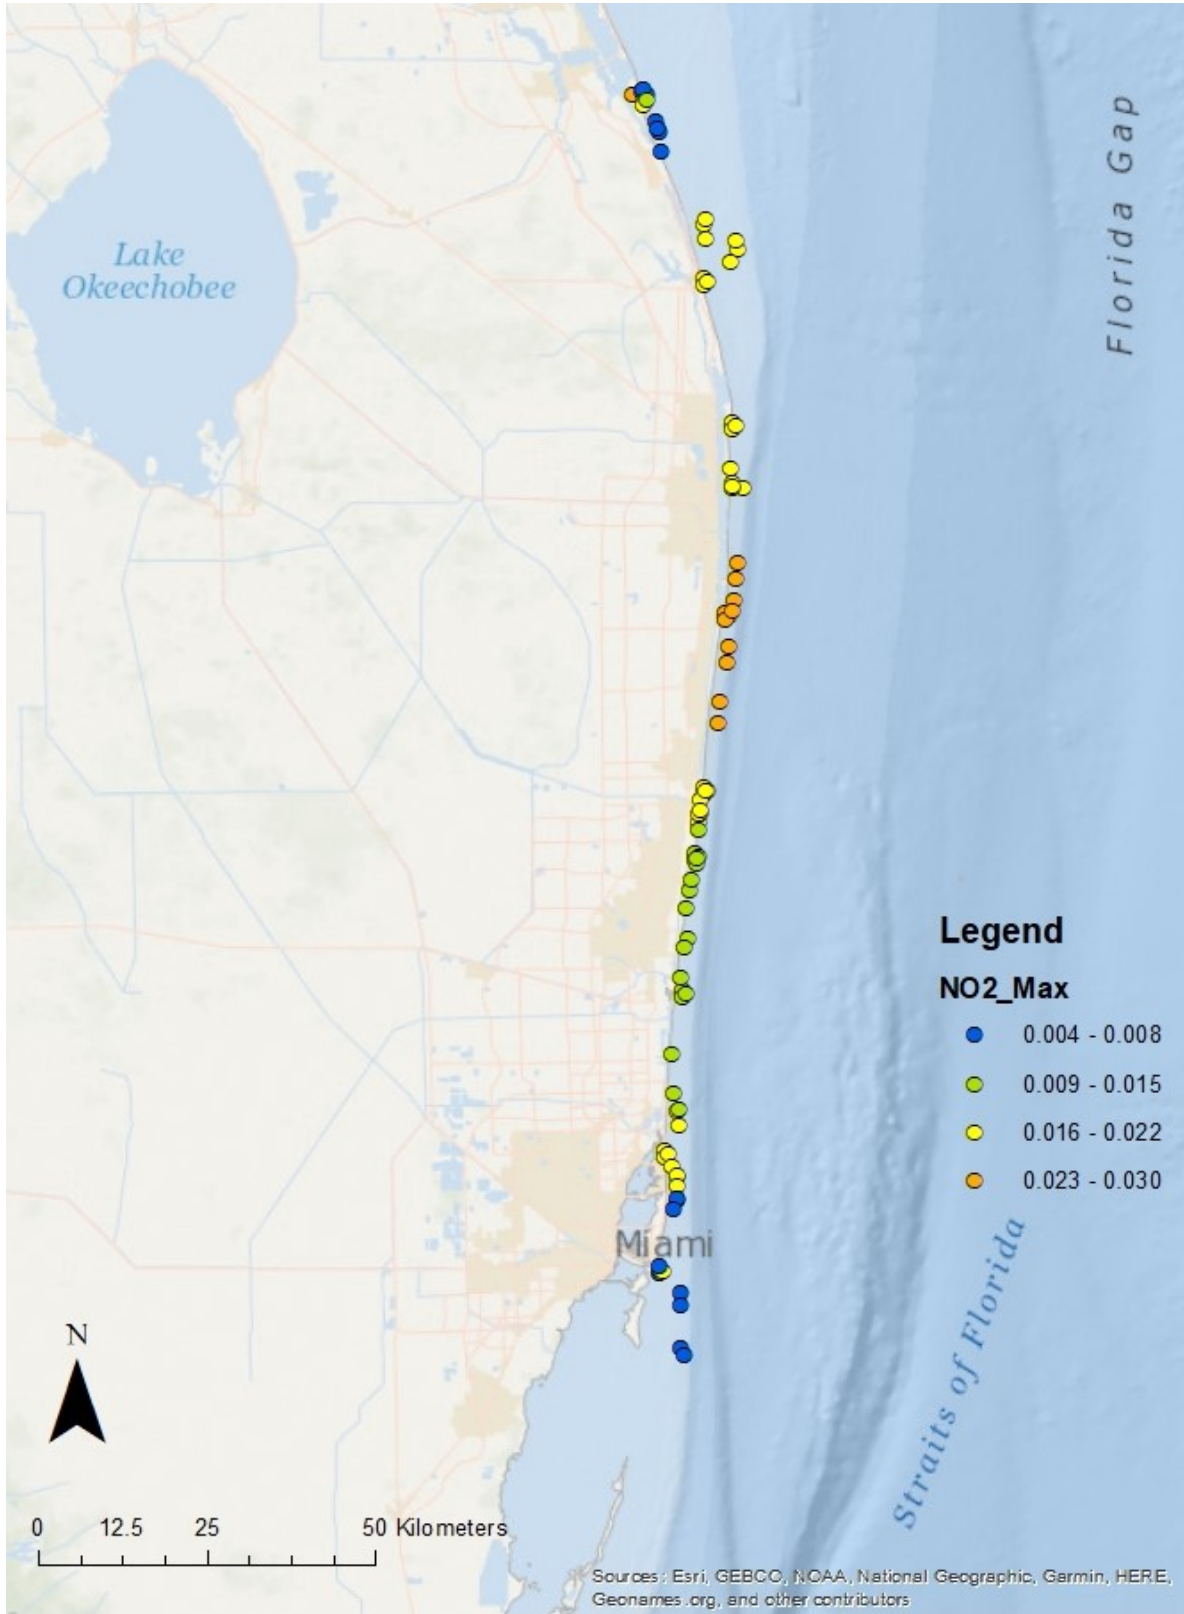 Lake
Okeechobee
Florida Gap
Legend
NO2_Max
0.004 - 0.008
0.009 - 0.015
0.016 - 0.022
0.023 - 0.030
Miami
Straits of Florida
N
0 12.5 25 50 Kilometers
Sources: Esri, GEBCO, NOAA, National Geographic, Garmin, HERE,
Geonames.org, and other contributors